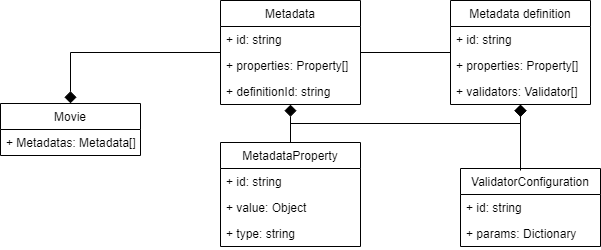 Metadata
+ id: string
+ properties: Property[]
+ definitionId: string
Metadata definition
+ id: string
+ properties: Property[]
+ validators: Validator[]
Movie
+ Metadatas: Metadata[]
MetadataProperty
+ id: string
+ value: Object
+ type: string
ValidatorConfiguration
+ id: string
+ params: Dictionary